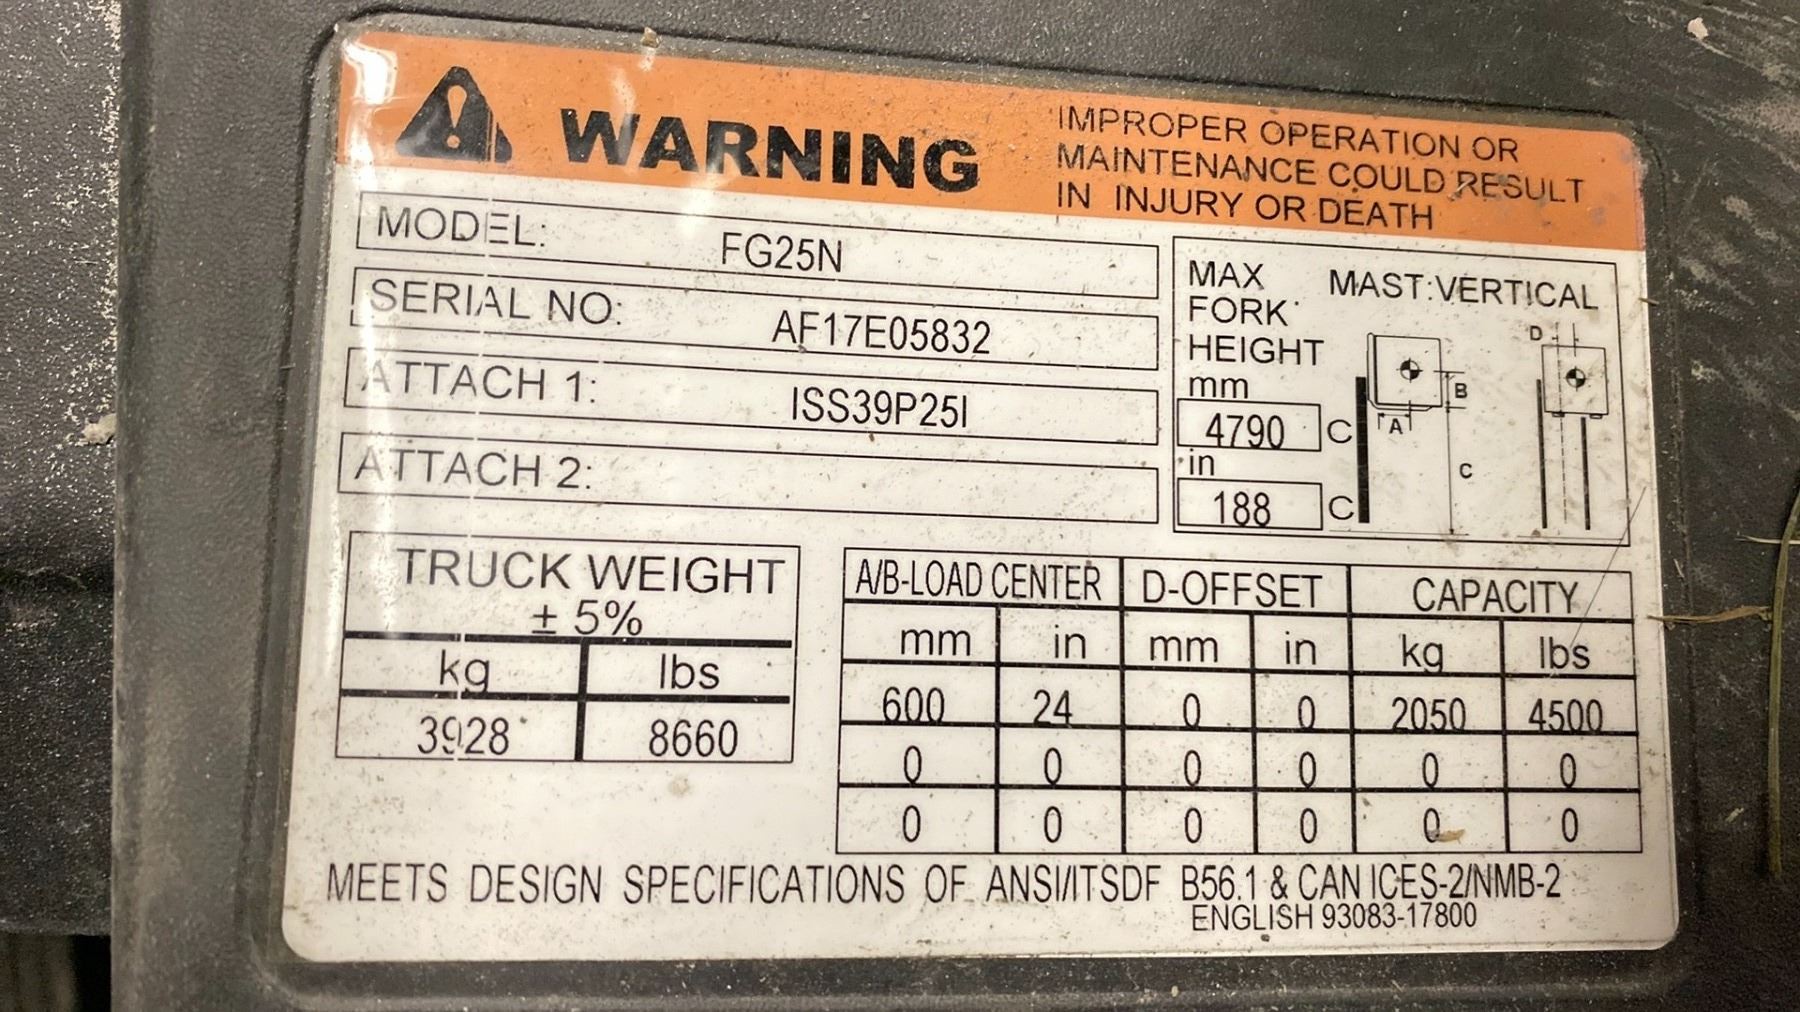 WARNING
IMPROPER OPERATION OR
MAINTENANCE COULD RESULT
IN INJURY OR DEATH
MODEL: FG25N
SERIAL NO: AF17E05832
ATTACH 1: ISS39P25I
ATTACH 2:
MAX
FORK
HEIGHT
mm
4790 C
in
188 C
MAST:VERTICAL
D
B
A
C
TRUCK WEIGHT
± 5%
kg lbs
3928 8660
A/B-LOAD CENTER D-OFFSET CAPACITY
mm in mm in kg lbs
600 24 0 0 2050 4500
0 0 0 0 0 0
0 0 0 0 0 0
MEETS DESIGN SPECIFICATIONS OF ANSI/ITSDF B56.1 & CAN ICES-2/NMB-2
ENGLISH 93083-17800